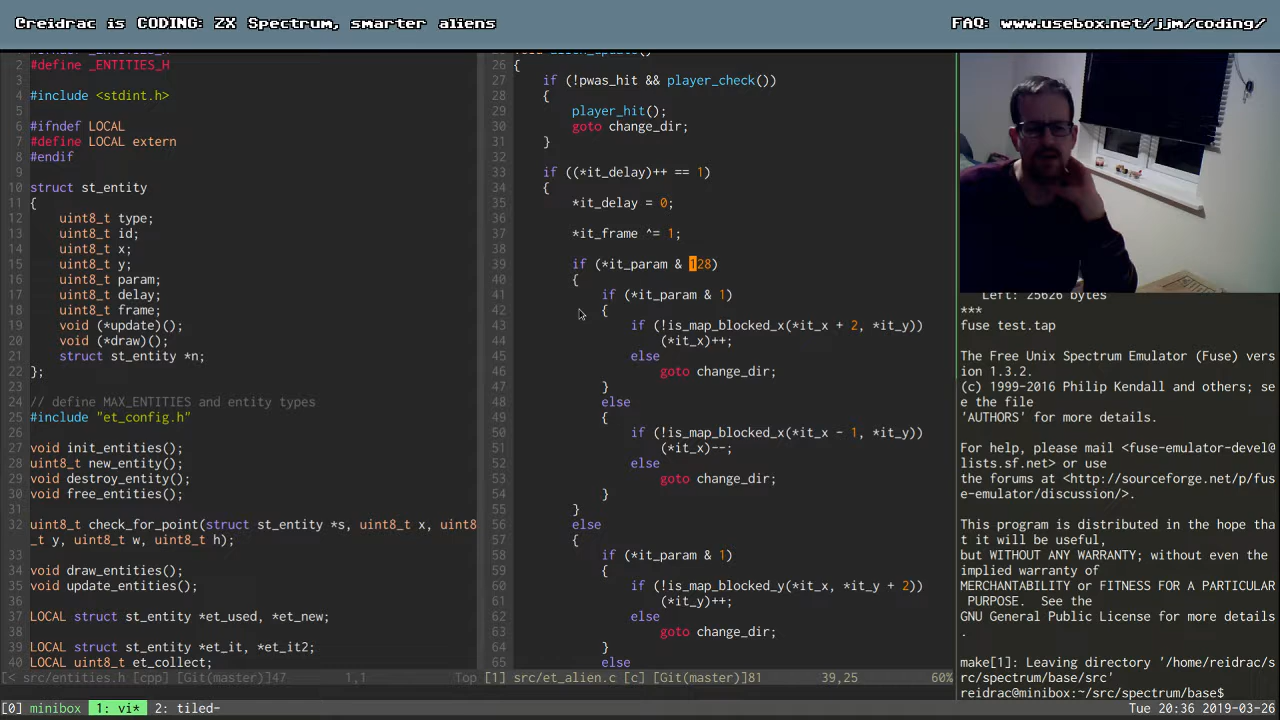 Creidrac is CODING: ZX Spectrum, smarter aliens
FAQ: www.usebox.net/jjm/coding/
2 #define _ENTITIES_H
3
4 #include <stdint.h>
5
6 #ifndef LOCAL
7 #define LOCAL extern
8 #endif
9
10 struct st_entity
11 {
12 uint8_t type;
13 uint8_t id;
14 uint8_t x;
15 uint8_t y;
16 uint8_t param;
17 uint8_t delay;
18 uint8_t frame;
19 void (*update)();
20 void (*draw)();
21 struct st_entity *n;
22 };
23
24 // define MAX_ENTITIES and entity types
25 #include "et_config.h"
26
27 void init_entities();
28 uint8_t new_entity();
29 void destroy_entity();
30 void free_entities();
31
32 uint8_t check_for_point(struct st_entity *s, uint8_t x, uint8
_t y, uint8_t w, uint8_t h);
33
34 void draw_entities();
35 void update_entities();
36
37 LOCAL struct st_entity *et_used, *et_new;
38
39 LOCAL struct st_entity *et_it, *et_it2;
40 LOCAL uint8_t et_collect;
[< src/entities.h [cpp] [Git(master)]47 1,1 Top
26 {
27 if (!pwas_hit && player_check())
28 {
29 player_hit();
30 goto change_dir;
31 }
32
33 if ((*it_delay)++ == 1)
34 {
35 *it_delay = 0;
36
37 *it_frame ^= 1;
38
39 if (*it_param & 128)
40 {
41 if (*it_param & 1)
42 {
43 if (!is_map_blocked_x(*it_x + 2, *it_y))
44 (*it_x)++;
45 else
46 goto change_dir;
47 }
48 else
49 {
50 if (!is_map_blocked_x(*it_x - 1, *it_y))
51 (*it_x)--;
52 else
53 goto change_dir;
54 }
55 }
56 else
57 {
58 if (*it_param & 1)
59 {
60 if (!is_map_blocked_y(*it_x, *it_y + 2))
61 (*it_y)++;
62 else
63 goto change_dir;
64 }
65 else
[1] src/et_alien.c [c] [Git(master)]81 39,25 60%
Left: 25626 bytes
***
fuse test.tap

The Free Unix Spectrum Emulator (Fuse) vers
ion 1.3.2.
(c) 1999-2016 Philip Kendall and others; se
e the file
'AUTHORS' for more details.

For help, please mail <fuse-emulator-devel@
lists.sf.net> or use
the forums at <http://sourceforge.net/p/fus
e-emulator/discussion/>.

This program is distributed in the hope tha
t it will be useful,
but WITHOUT ANY WARRANTY; without even the
implied warranty of
MERCHANTABILITY or FITNESS FOR A PARTICULAR
PURPOSE. See the
GNU General Public License for more details
.

make[1]: Leaving directory '/home/reidrac/s
rc/spectrum/base/src'
reidrac@minibox:~/src/spectrum/base$
[0] minibox 1: vi* 2: tiled-
Tue 20:36 2019-03-26